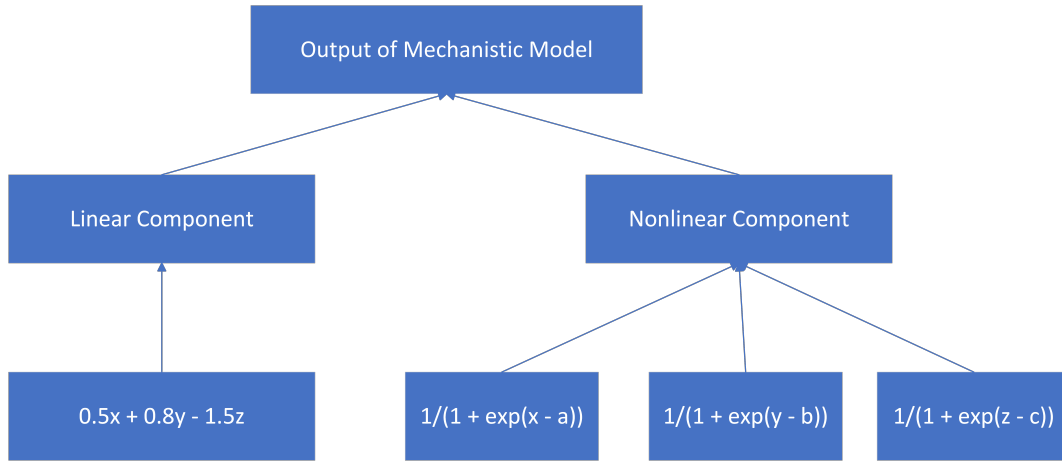 Output of Mechanistic Model
Linear Component
Nonlinear Component
0.5x + 0.8y - 1.5z
1/(1 + exp(x - a))
1/(1 + exp(y - b))
1/(1 + exp(z - c))